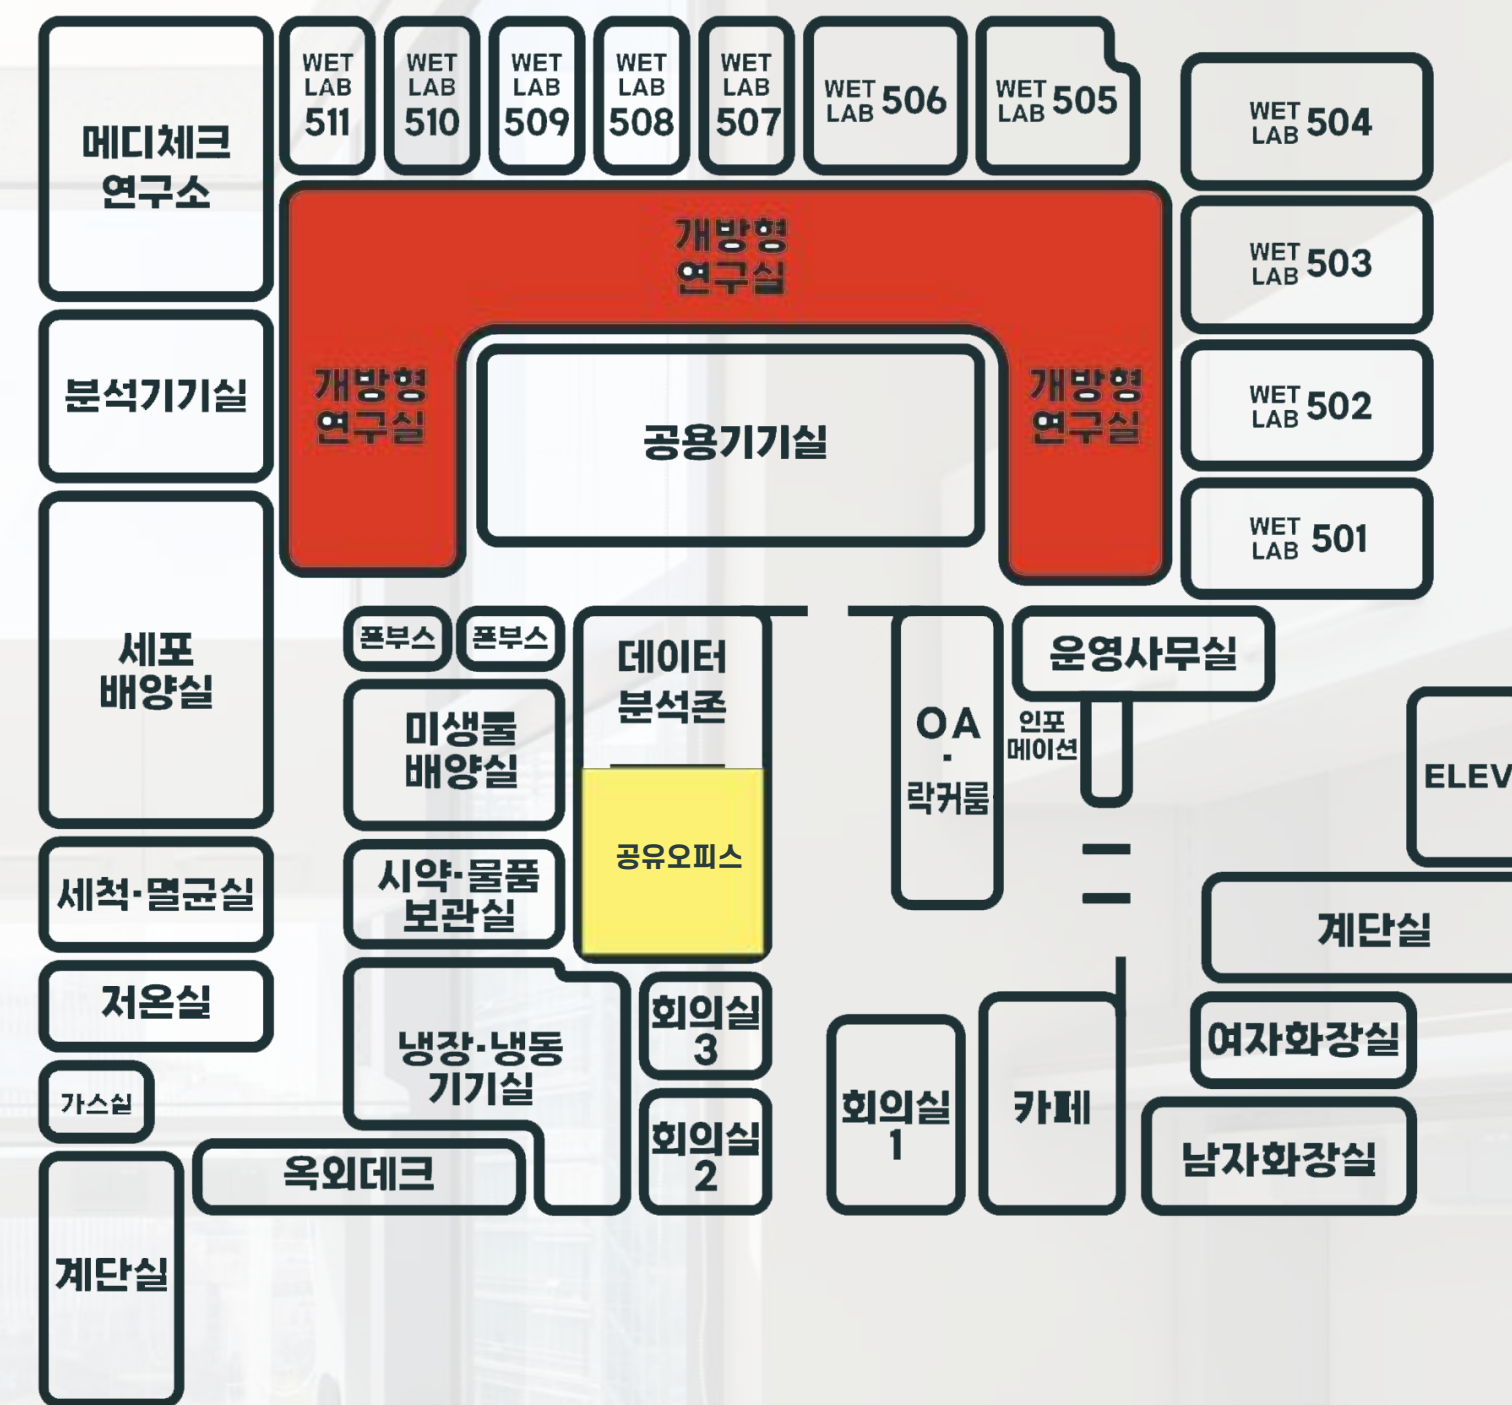 메디체크
연구소
WET
LAB
511
WET
LAB
510
WET
LAB
509
WET
LAB
508
WET
LAB
507
WET
LAB 506
WET
LAB 505
WET
LAB 504
개방형
연구실
WET
LAB 503
분석기기실
개방형
연구실
공용기기실
개방형
연구실
WET
LAB 502
WET
LAB 501
세포
배양실
폰부스
폰부스
데이터
분석존
운영사무실
미생물
배양실
OA
·
락커룸
인포
메이션
ELEV
공유오피스
세척·멸균실
시약·물품
보관실
계단실
저온실
냉장·냉동
기기실
회의실
3
여자화장실
가스실
회의실
2
회의실
1
카페
남자화장실
옥외데크
계단실